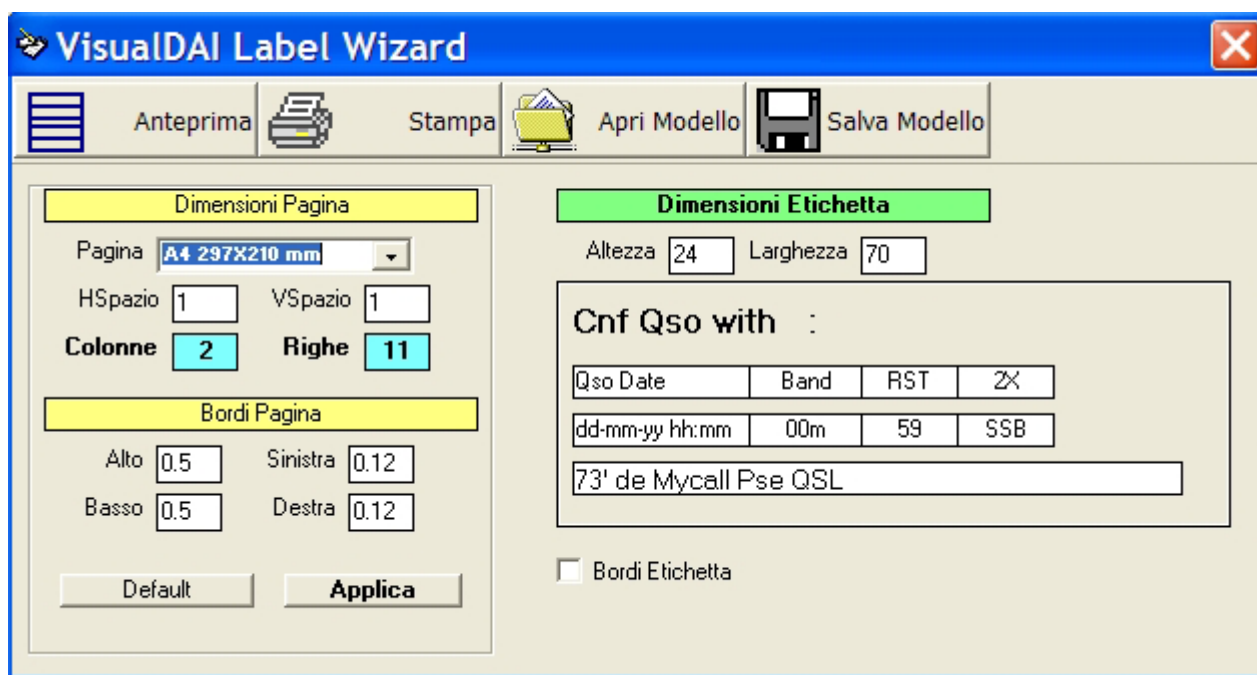 VisualDAI Label Wizard
Anteprima Stampa Apri Modello Salva Modello
Dimensioni Pagina
Pagina A4 297X210 mm
HSpazio 1 VSpazio 1
Colonne 2 Righe 11
Bordi Pagina
Alto 0.5 Sinistra 0.12
Basso 0.5 Destra 0.12
Default Applica
Dimensioni Etichetta
Altezza 24 Larghezza 70
Cnf Qso with :
Qso Date Band RST 2X
dd-mm-yy hh:mm 00m 59 SSB
73' de Mycall Pse QSL
Bordi Etichetta